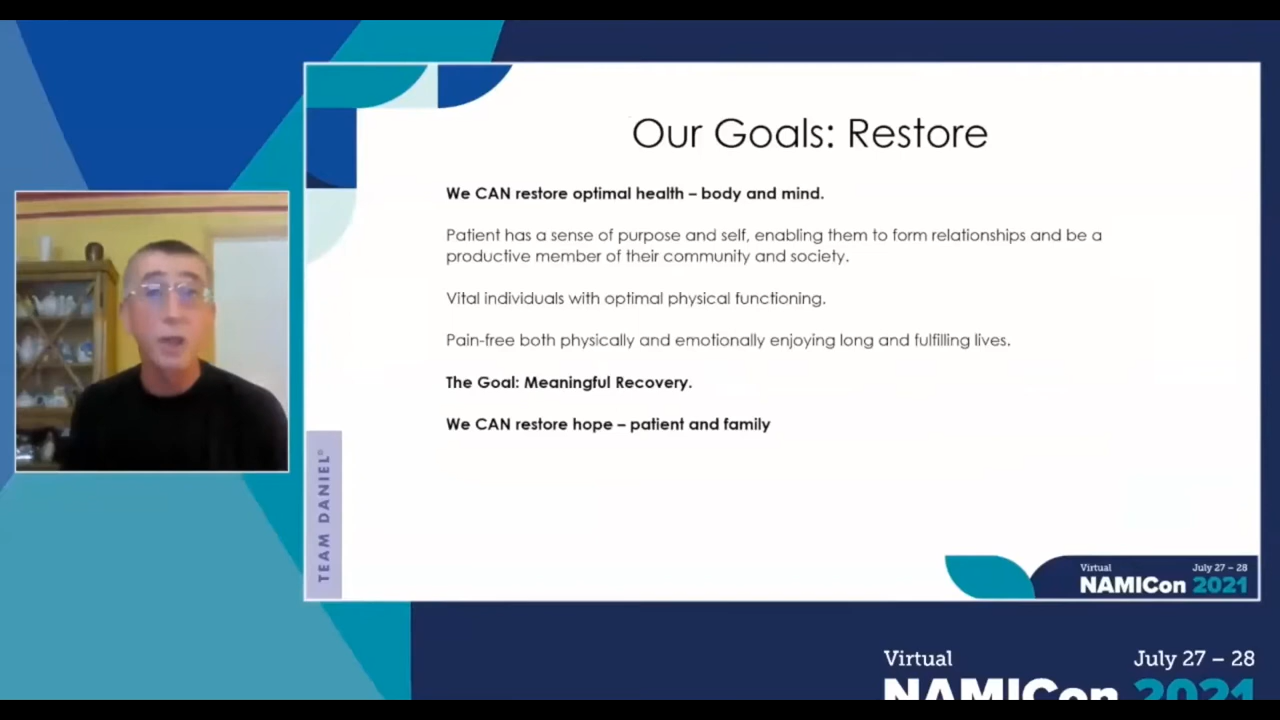 Our Goals: Restore
We CAN restore optimal health – body and mind.
Patient has a sense of purpose and self, enabling them to form relationships and be a
productive member of their community and society.
Vital individuals with optimal physical functioning.
Pain-free both physically and emotionally enjoying long and fulfilling lives.
The Goal: Meaningful Recovery.
We CAN restore hope – patient and family
TEAM DANIEL®
Virtual July 27 – 28
NAMICon 2021
Virtual July 27 – 28
NAMICon 2021